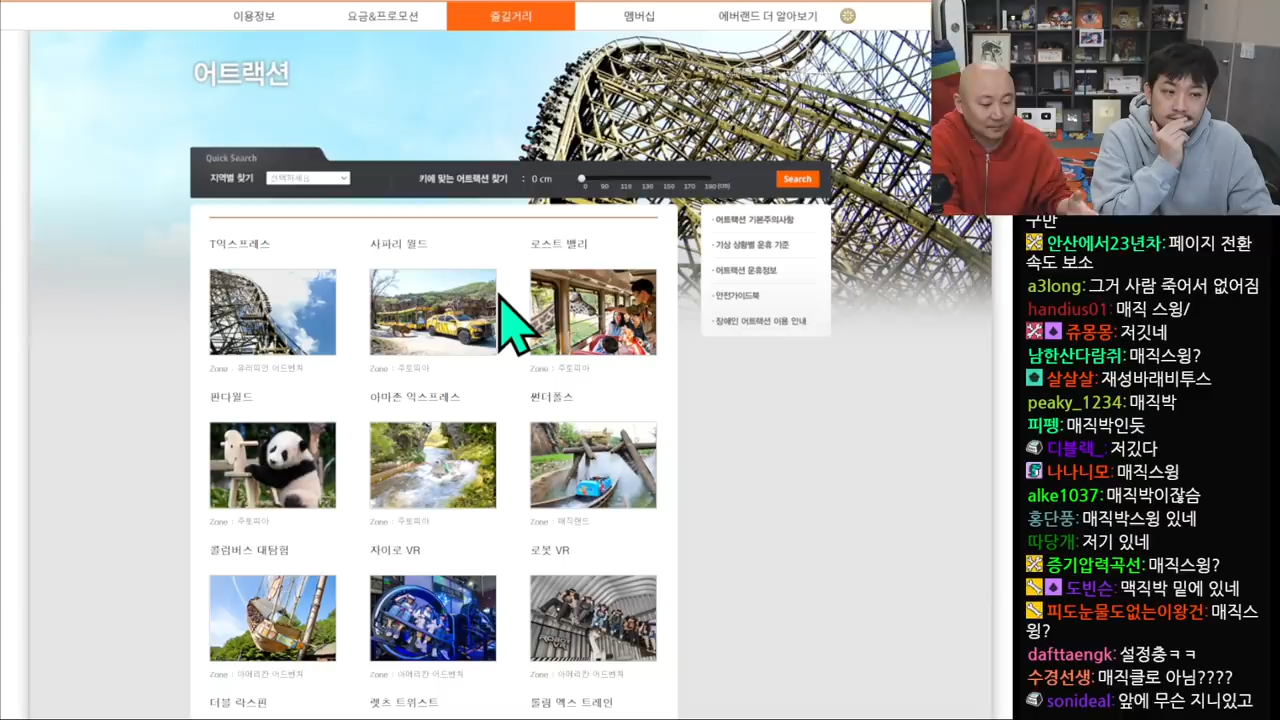 이용정보
요금&프로모션
즐길거리
멤버십
에버랜드 더 알아보기
어트랙션
Quick Search
지역별 찾기
선택하세요
키에 맞는 어트랙션 찾기 : 0 cm
0 90 110 130 150 170 190 (cm)
Search
T익스프레스
사파리 월드
로스트 밸리
Zone : 유러피언 어드벤처
Zone : 주토피아
Zone : 주토피아
판다월드
아마존 익스프레스
썬더폴스
Zone : 주토피아
Zone : 주토피아
Zone : 매직랜드
콜럼버스 대탐험
자이로 VR
로봇 VR
Zone : 아메리칸 어드벤처
Zone : 아메리칸 어드벤처
Zone : 아메리칸 어드벤처
더블 락스핀
렛츠 트위스트
롤링 엑스 트레인
· 어트랙션 기본주의사항
· 기상 상황별 운휴 기준
· 어트랙션 운휴정보
· 안전가이드북
· 장애인 어트랙션 이용 안내
구만
안산에서23년차: 페이지 전환
속도 보소
a3long: 그거 사람 죽어서 없어짐
handius01: 매직 스윙/
쥬몽몽: 저깃네
남한산다람쥐: 매직스윙?
살살살: 재성바래비투스
peaky_1234: 매직박
피펭: 매직박인듯
디블랙_: 저깄다
나나니모: 매직스윙
alke1037: 매직박이잖슴
홍단풍: 매직박스윙 있네
따당개: 저기 있네
증기압력곡선: 매직스윙?
도빈슨: 맥직박 밑에 있네
피도눈물도없는이왕건: 매직스
윙?
dafttaengk: 설정충ㅋㅋ
수경선생: 매직클로 아님????
sonideal: 앞에 무슨 지니있고